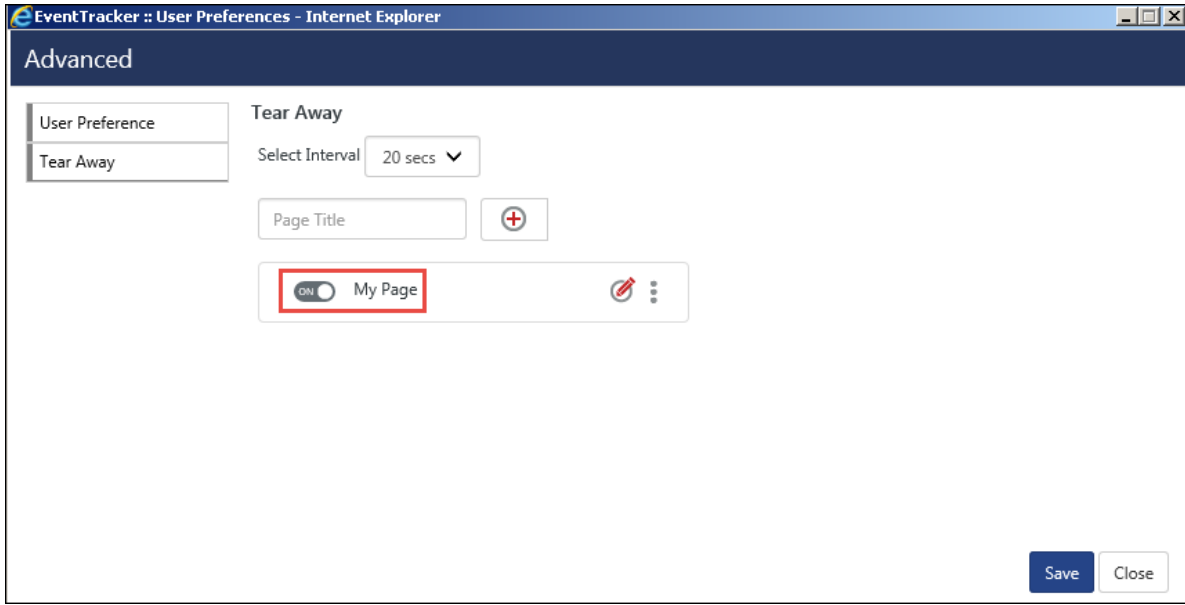 EventTracker :: User Preferences - Internet Explorer
Advanced
User Preference
Tear Away
Tear Away
Select Interval 20 secs
Page Title
ON My Page
Save Close